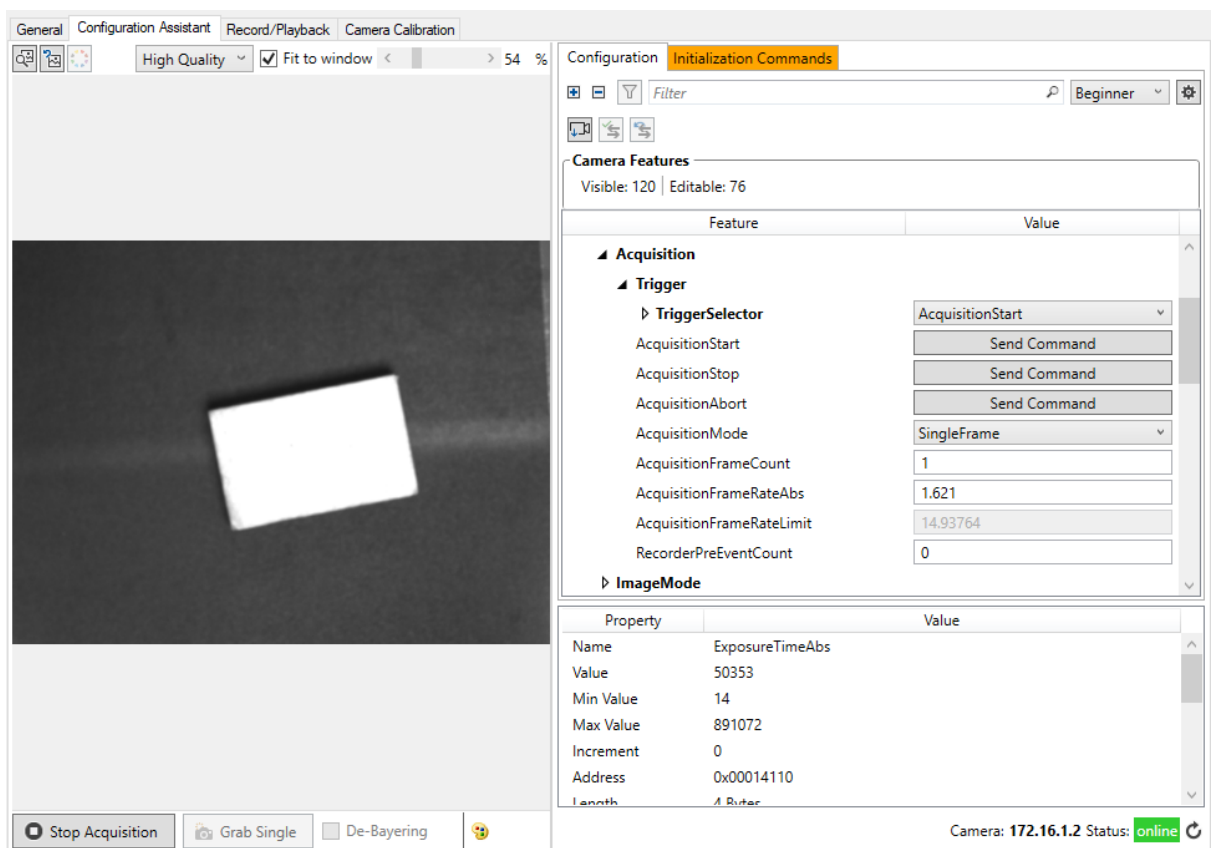 General Configuration Assistant Record/Playback Camera Calibration
High Quality Fit to window 54 %
Configuration Initialization Commands
Filter Beginner
Camera Features
Visible: 120 Editable: 76
Feature Value
Acquisition
Trigger
TriggerSelector AcquisitionStart
AcquisitionStart Send Command
AcquisitionStop Send Command
AcquisitionAbort Send Command
AcquisitionMode SingleFrame
AcquisitionFrameCount 1
AcquisitionFrameRateAbs 1.621
AcquisitionFrameRateLimit 14.93764
RecorderPreEventCount 0
ImageMode
Property Value
Name ExposureTimeAbs
Value 50353
Min Value 14
Max Value 891072
Increment 0
Address 0x00014110
Length 4 Bytes
Stop Acquisition Grab Single De-Bayering
Camera: 172.16.1.2 Status: online